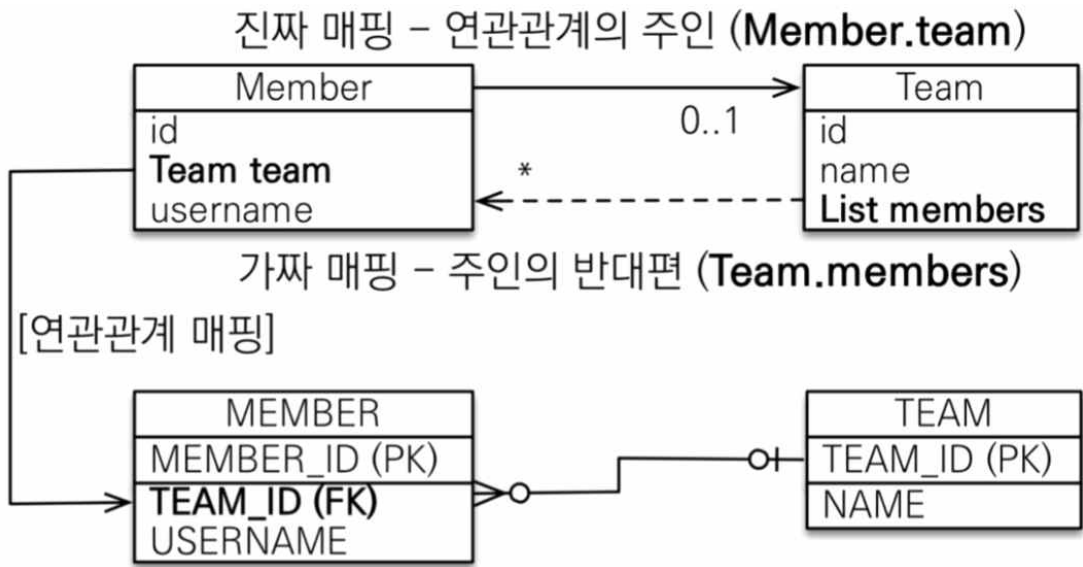 진짜 매핑 - 연관관계의 주인 (Member.team)
Member
id
Team team
username
0..1
*
Team
id
name
List members
가짜 매핑 - 주인의 반대편 (Team.members)
[연관관계 매핑]
MEMBER
MEMBER_ID (PK)
TEAM_ID (FK)
USERNAME
TEAM
TEAM_ID (PK)
NAME